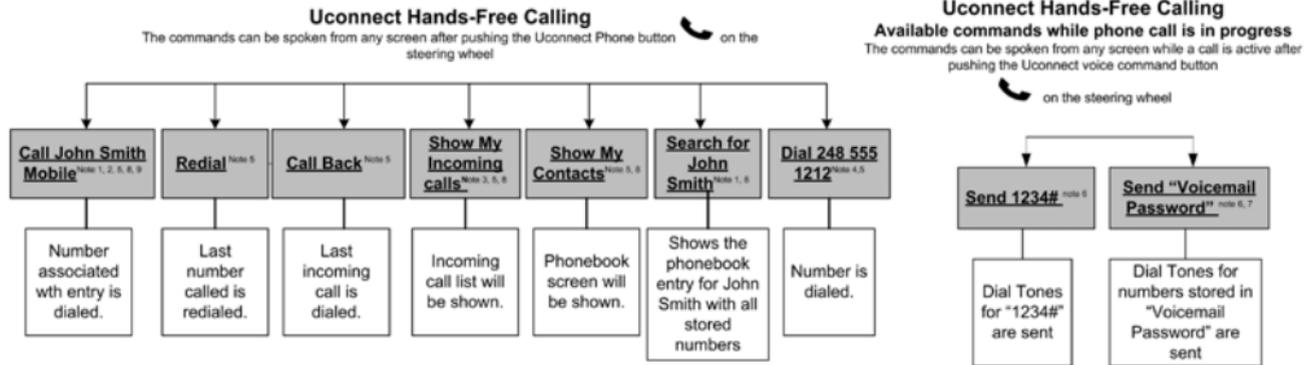 Uconnect Hands-Free Calling
The commands can be spoken from any screen after pushing the Uconnect Phone button on the
steering wheel
Call John Smith
Mobile Note 1, 2, 5, 8, 9
Number
associated
wth entry is
dialed.
Redial Note 5
Last
number
called is
redialed.
Call Back Note 5
Last
incoming
call is
dialed.
Show My
Incoming
calls Note 3, 5, 8
Incoming
call list will
be shown.
Show My
Contacts Note 5, 8
Phonebook
screen will
be shown.
Search for
John
Smith Note 1, 8
Shows the
phonebook
entry for John
Smith with all
stored
numbers
Dial 248 555
1212 Note 4,5
Number is
dialed.
Uconnect Hands-Free Calling
Available commands while phone call is in progress
The commands can be spoken from any screen while a call is active after
pushing the Uconnect voice command button
on the steering wheel
Send 1234# note 6
Dial Tones
for "1234#"
are sent
Send “Voicemail
Password” note 6, 7
Dial Tones for
numbers stored in
“Voicemail
Password” are
sent